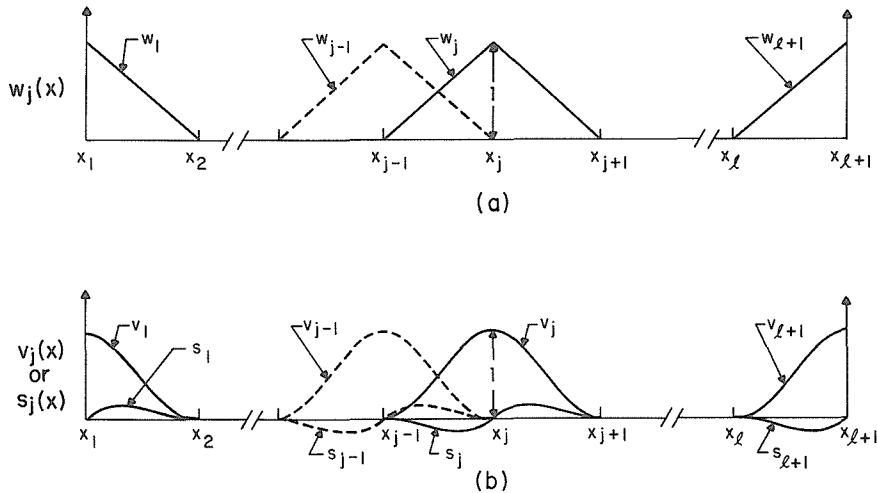 w_1 w_{j-1} w_j w_{ℓ+1}
w_j(x)
1
x_1 x_2 x_{j-1} x_j x_{j+1} x_ℓ x_{ℓ+1}
(a)
v_1 v_{j-1} v_j v_{ℓ+1}
s_1
v_j(x)
or
s_j(x)
1
x_1 x_2 x_{j-1} x_j x_{j+1} x_ℓ x_{ℓ+1}
s_{j-1} s_j s_{ℓ+1}
(b)